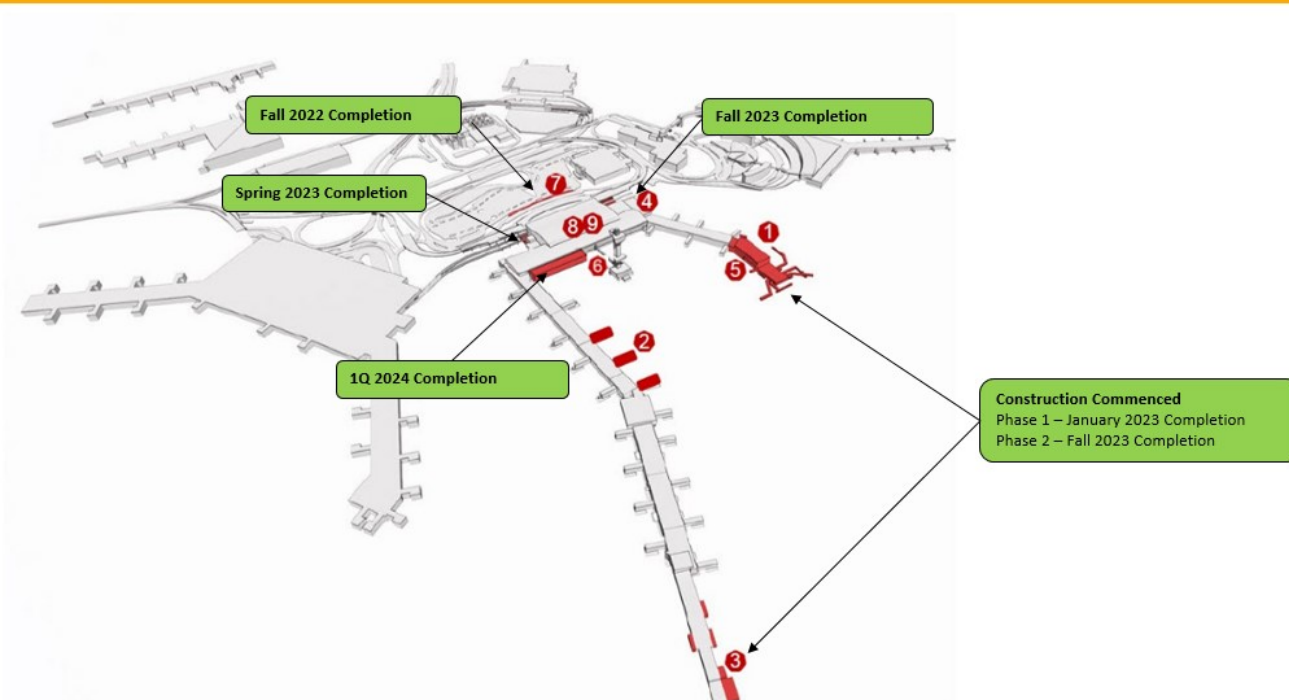 Fall 2022 Completion
Fall 2023 Completion
Spring 2023 Completion
7
4
8 9
1
5
6
2
1Q 2024 Completion
Construction Commenced
Phase 1 – January 2023 Completion
Phase 2 – Fall 2023 Completion
3